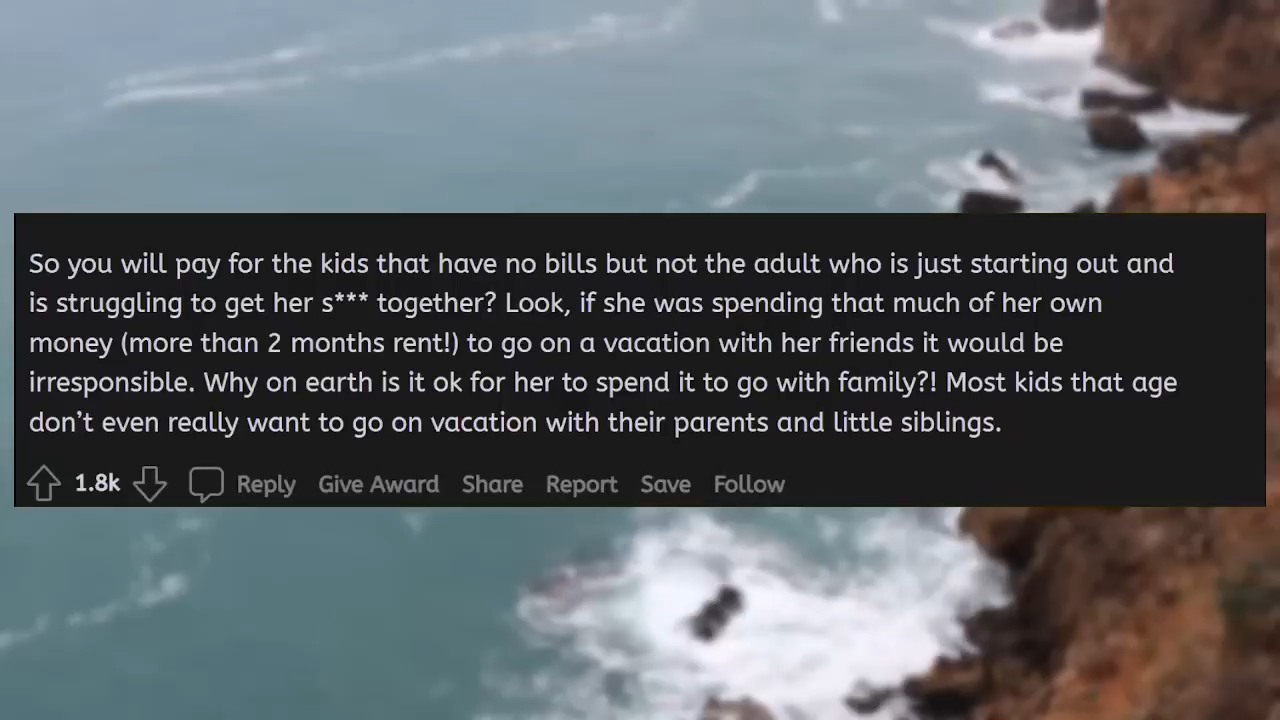 So you will pay for the kids that have no bills but not the adult who is just starting out and
is struggling to get her s*** together? Look, if she was spending that much of her own
money (more than 2 months rent!) to go on a vacation with her friends it would be
irresponsible. Why on earth is it ok for her to spend it to go with family?! Most kids that age
don’t even really want to go on vacation with their parents and little siblings.
1.8k Reply Give Award Share Report Save Follow